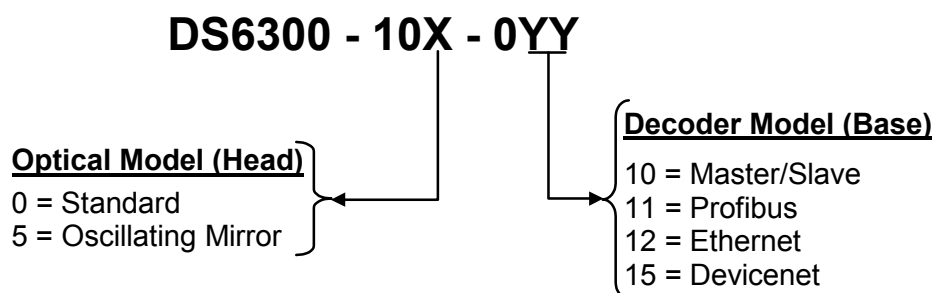 DS6300 - 10X - 0YY
Optical Model (Head)
0 = Standard
5 = Oscillating Mirror
Decoder Model (Base)
10 = Master/Slave
11 = Profibus
12 = Ethernet
15 = Devicenet